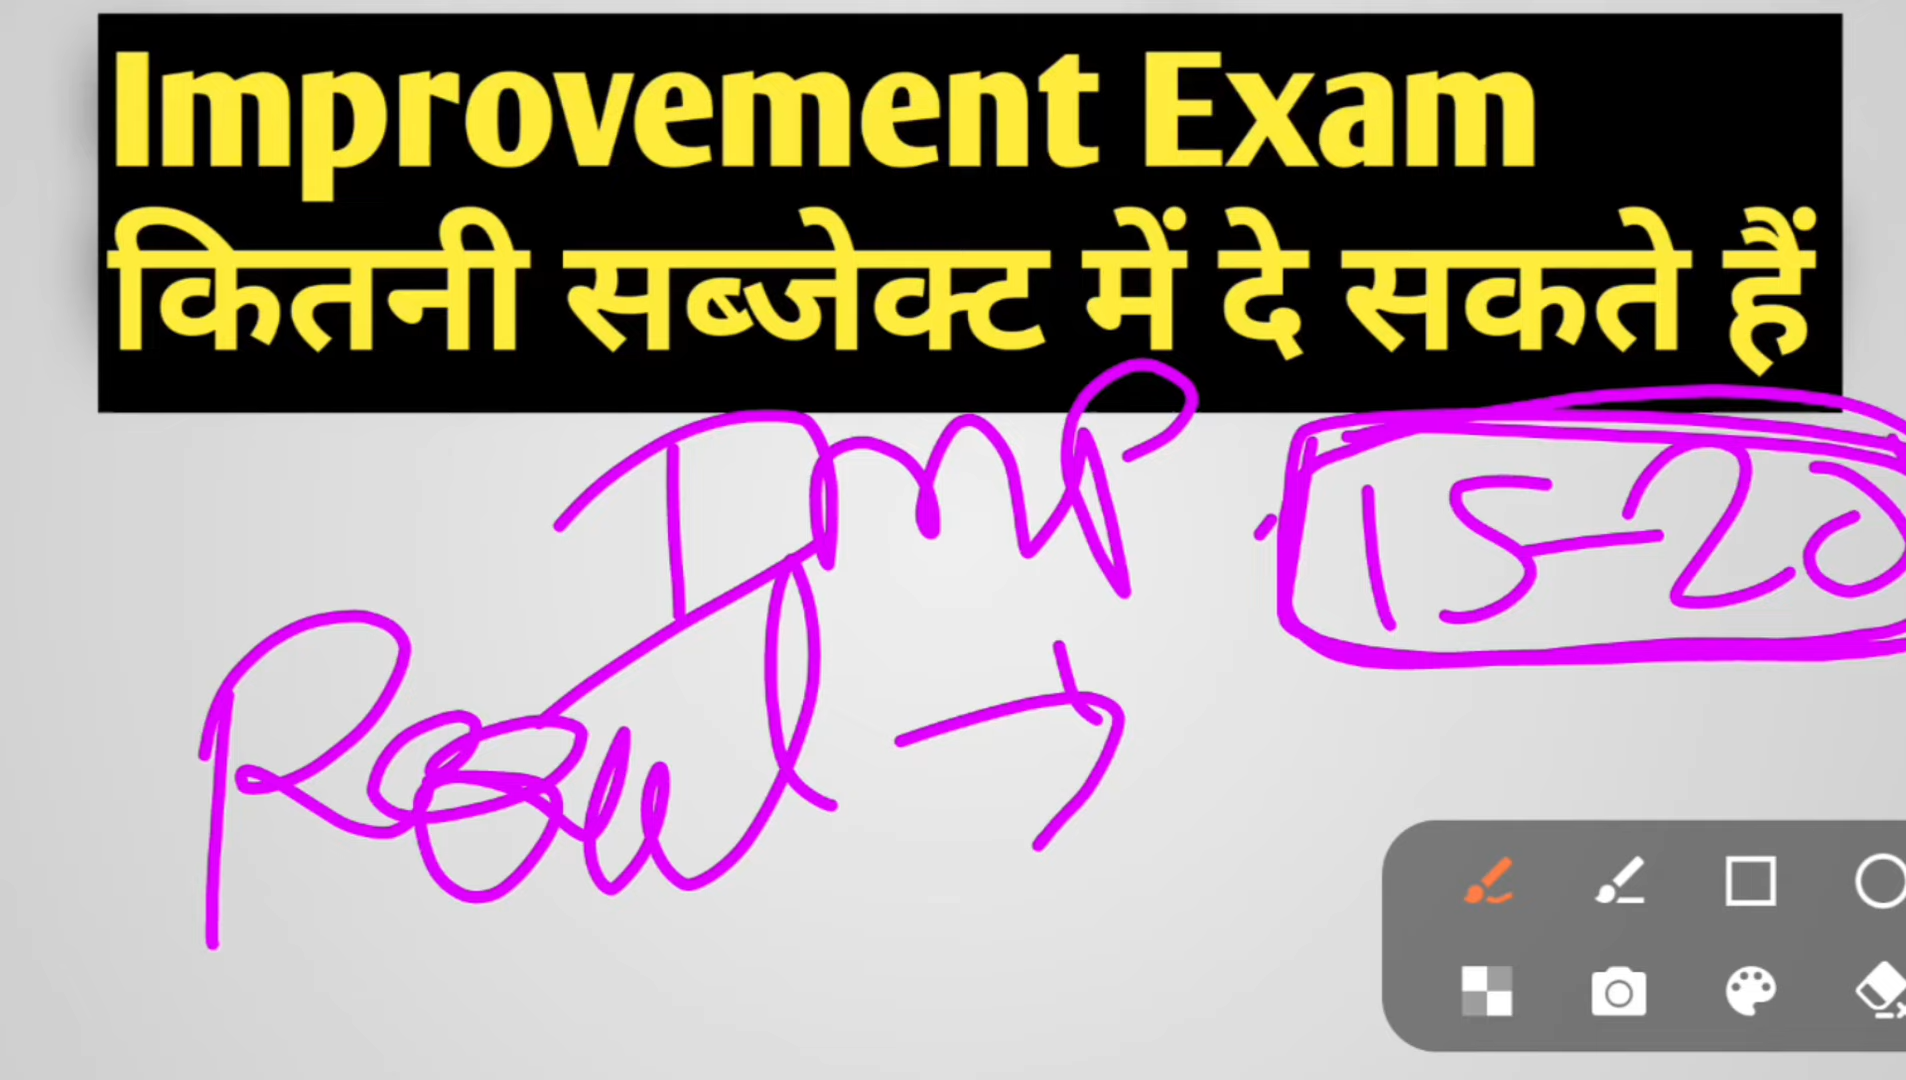 Improvement Exam
कितनी सब्जेक्ट में दे सकते हैं
IMP 15-20